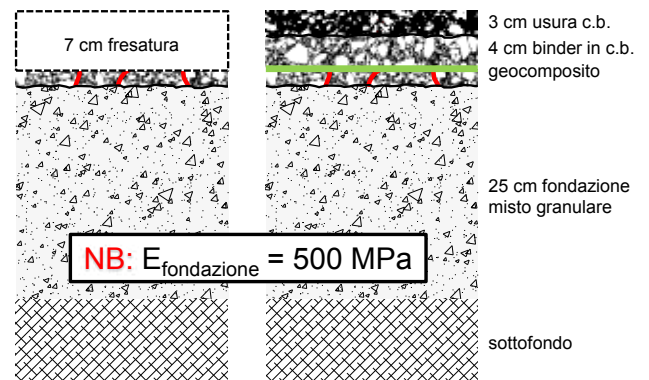 7 cm fresatura
3 cm usura c.b.
4 cm binder in c.b.
geocomposito
25 cm fondazione
misto granulare
NB: E_fondazione = 500 MPa
sottofondo